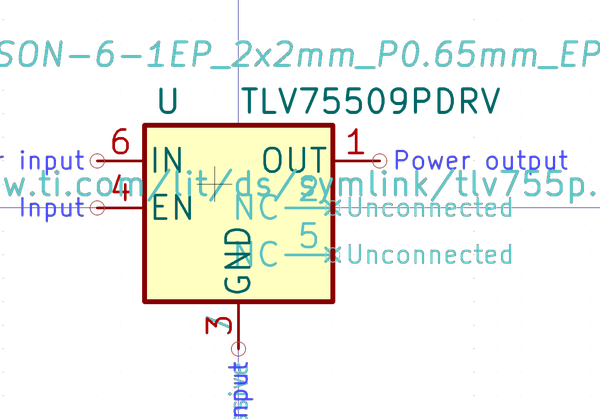 SON-6-1EP_2x2mm_P0.65mm_EP
U TLV75509PDRV
r input 6 IN OUT 1 Power output
w.ti.com/lit/ds/symlink/tlv755p.
Input 4 EN NC 2 Unconnected
NC 5 Unconnected
GND
3
nput